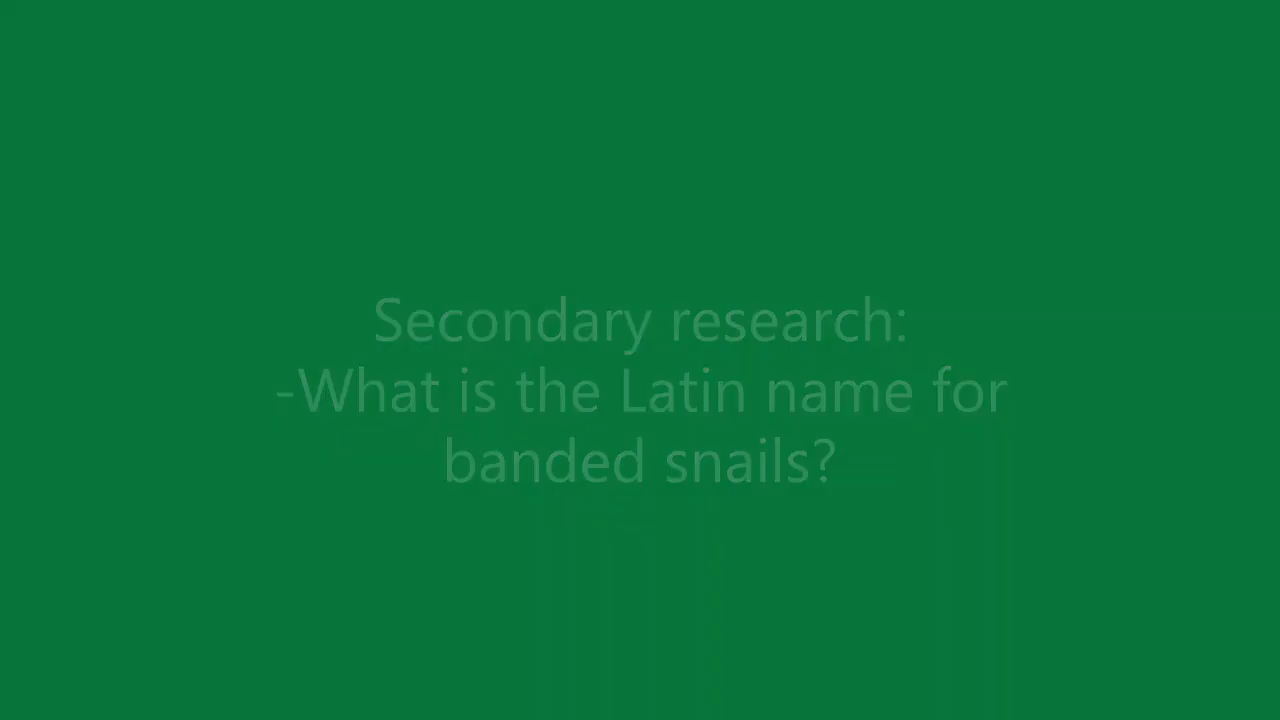 Secondary research:
-What is the Latin name for
banded snails?